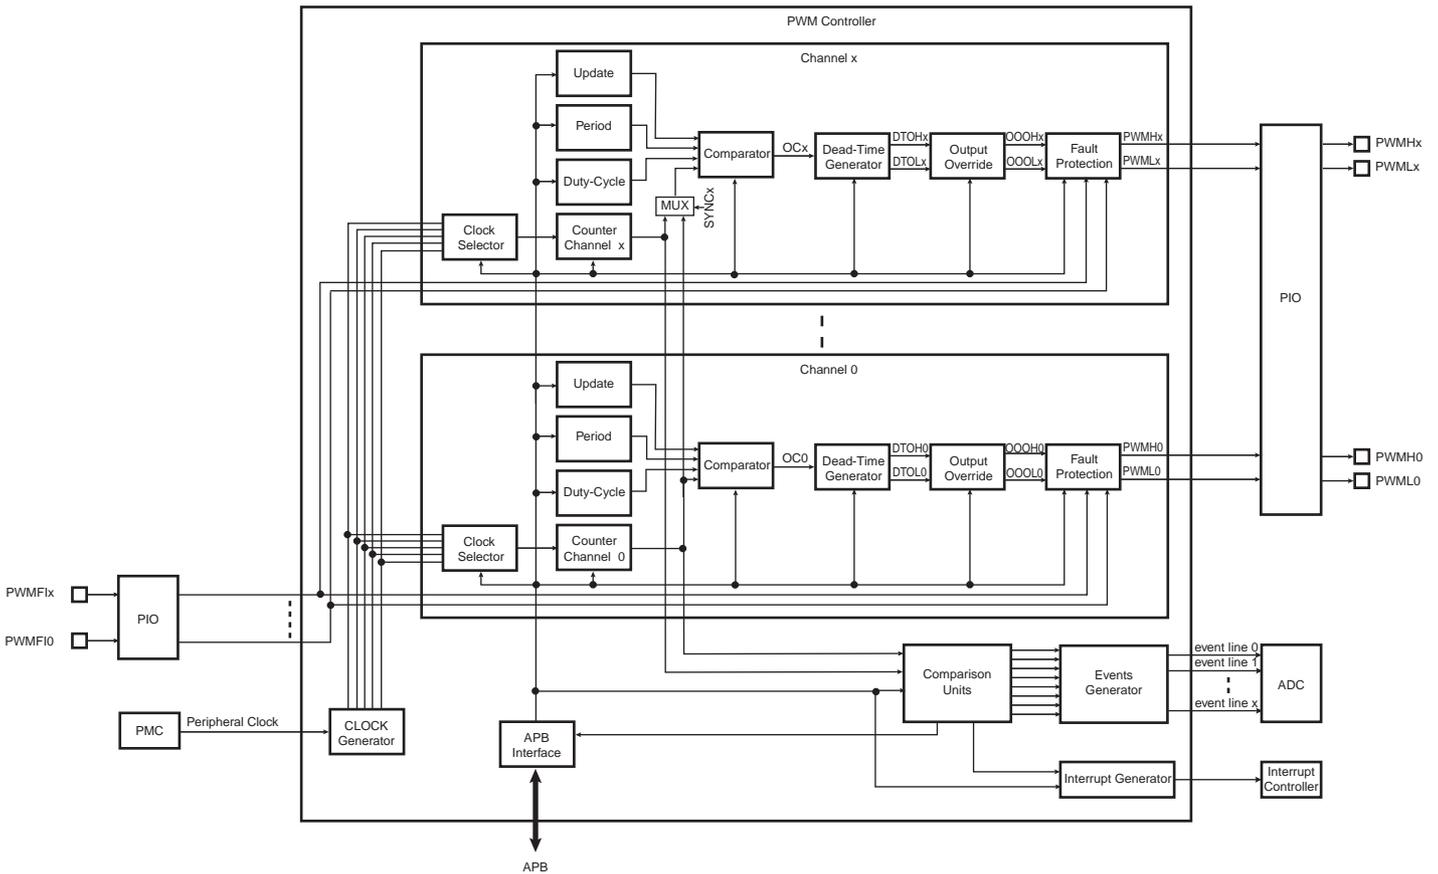 PWM Controller
Channel x
Update
Period
Comparator
OCx
Dead-Time
Generator
DTOHx
DTOLx
Output
Override
OOOHx
OOOLx
Fault
Protection
PWMHx
PWMLx
PWMHx
PWMLx
Duty-Cycle
MUX
SYNCx
Clock
Selector
Counter
Channel x
PIO
Channel 0
Update
Period
Comparator
OC0
Dead-Time
Generator
DTOH0
DTOL0
Output
Override
OOOH0
OOOL0
Fault
Protection
PWMH0
PWML0
PWMH0
PWML0
Duty-Cycle
Clock
Selector
Counter
Channel 0
PWMFIx
PIO
PWMFI0
Comparison
Units
Events
Generator
event line 0
event line 1
event line x
ADC
PMC
Peripheral Clock
CLOCK
Generator
APB
Interface
Interrupt Generator
Interrupt
Controller
APB